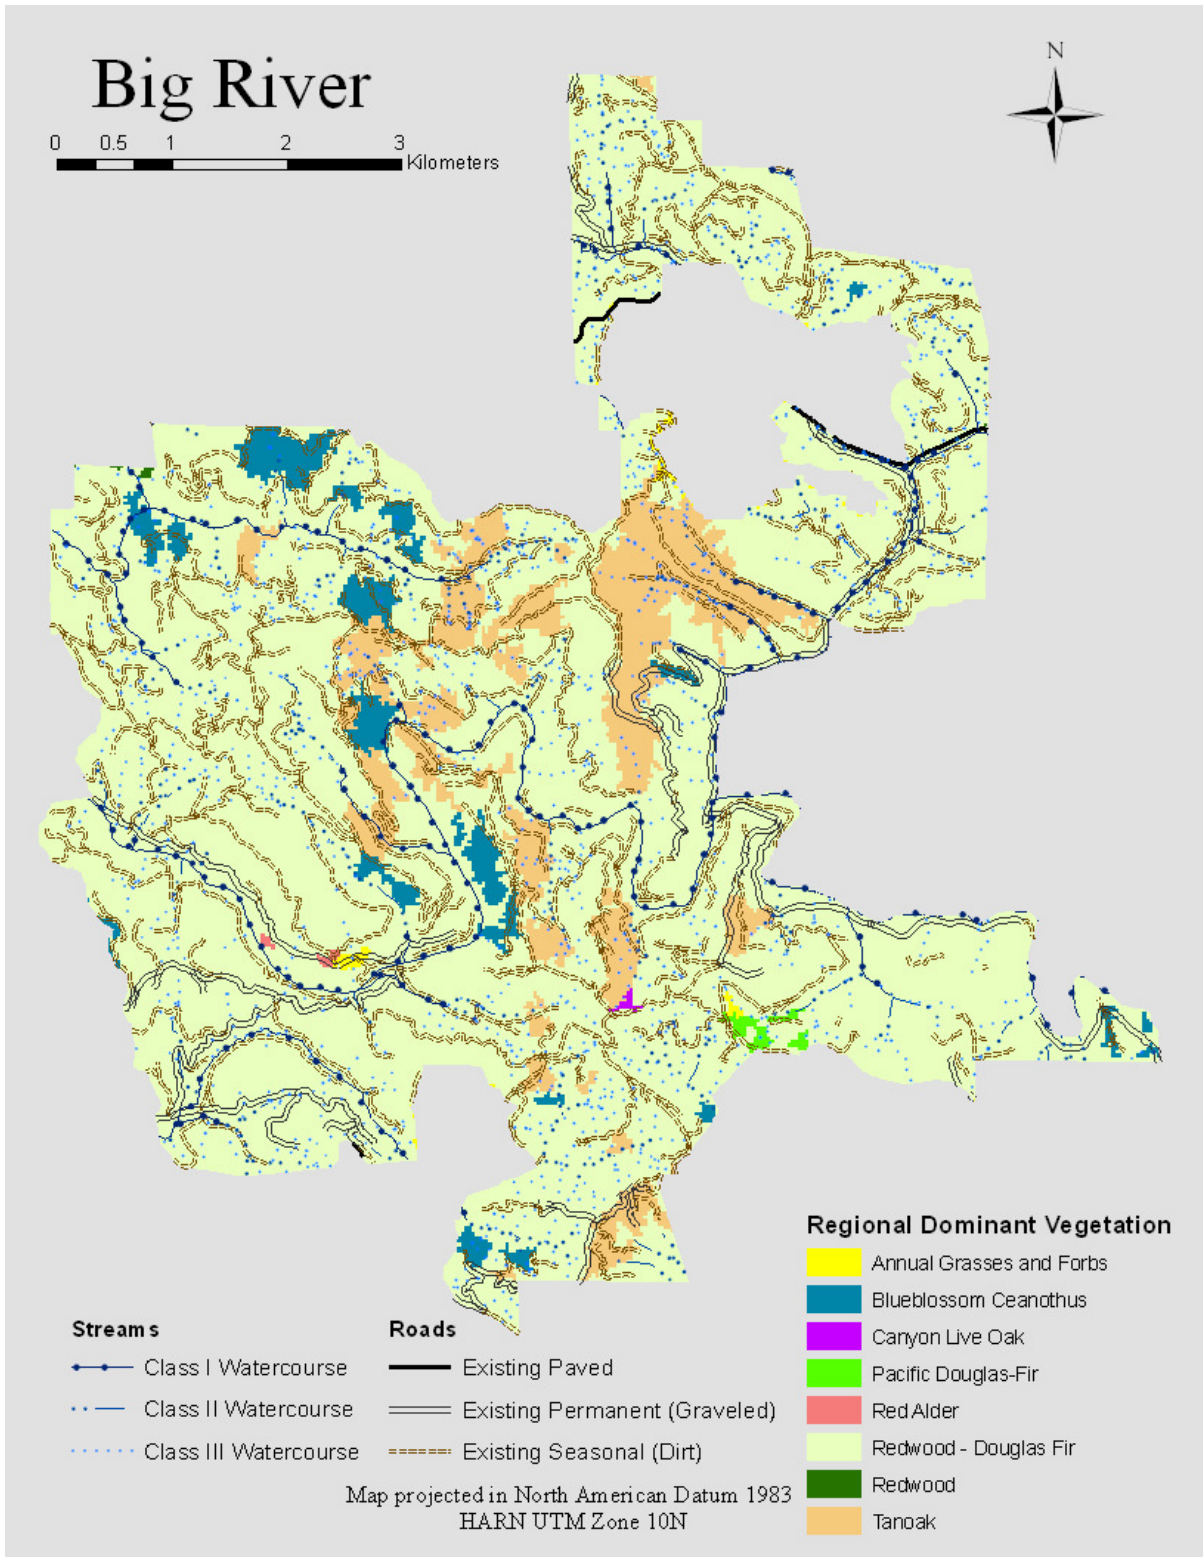 Big River
N
0 0.5 1 2 3
Kilometers
Regional Dominant Vegetation
Annual Grasses and Forbs
Blueblossom Ceanothus
Canyon Live Oak
Pacific Douglas-Fir
Red Alder
Redwood - Douglas Fir
Redwood
Tanoak
Streams
Class I Watercourse
Class II Watercourse
Class III Watercourse
Roads
Existing Paved
Existing Permanent (Graveled)
Existing Seasonal (Dirt)
Map projected in North American Datum 1983
HARN UTM Zone 10N